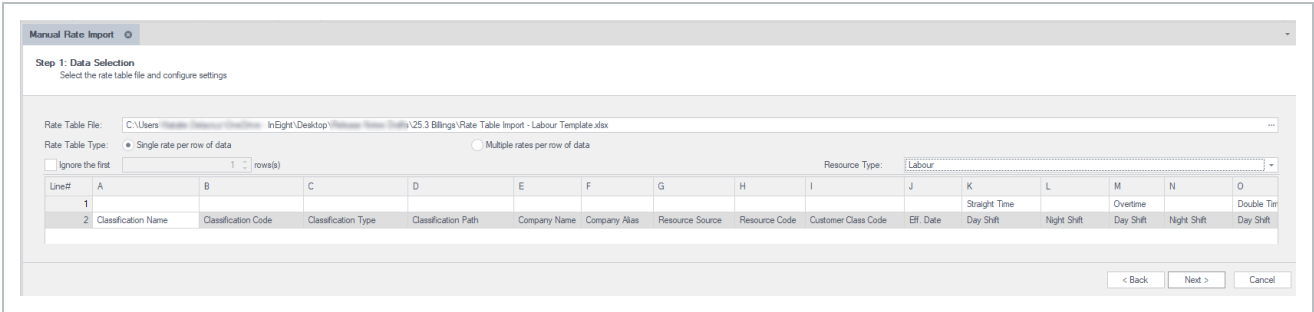 Manual Rate Import
Step 1: Data Selection
Select the rate table file and configure settings
Rate Table File: C:\Users InEight\Desktop\ \25.3 Billings\Rate Table Import - Labour Template.xlsx ...
Rate Table Type: Single rate per row of data Multiple rates per row of data
Ignore the first 1 rows(s) Resource Type: Labour
Line# A B C D E F G H I J K L M N O
1 Straight Time Overtime Double Tim
2 Classification Name Classification Code Classification Type Classification Path Company Name Company Alias Resource Source Resource Code Customer Class Code Eff. Date Day Shift Night Shift Day Shift Night Shift Day Shift
< Back Next > Cancel